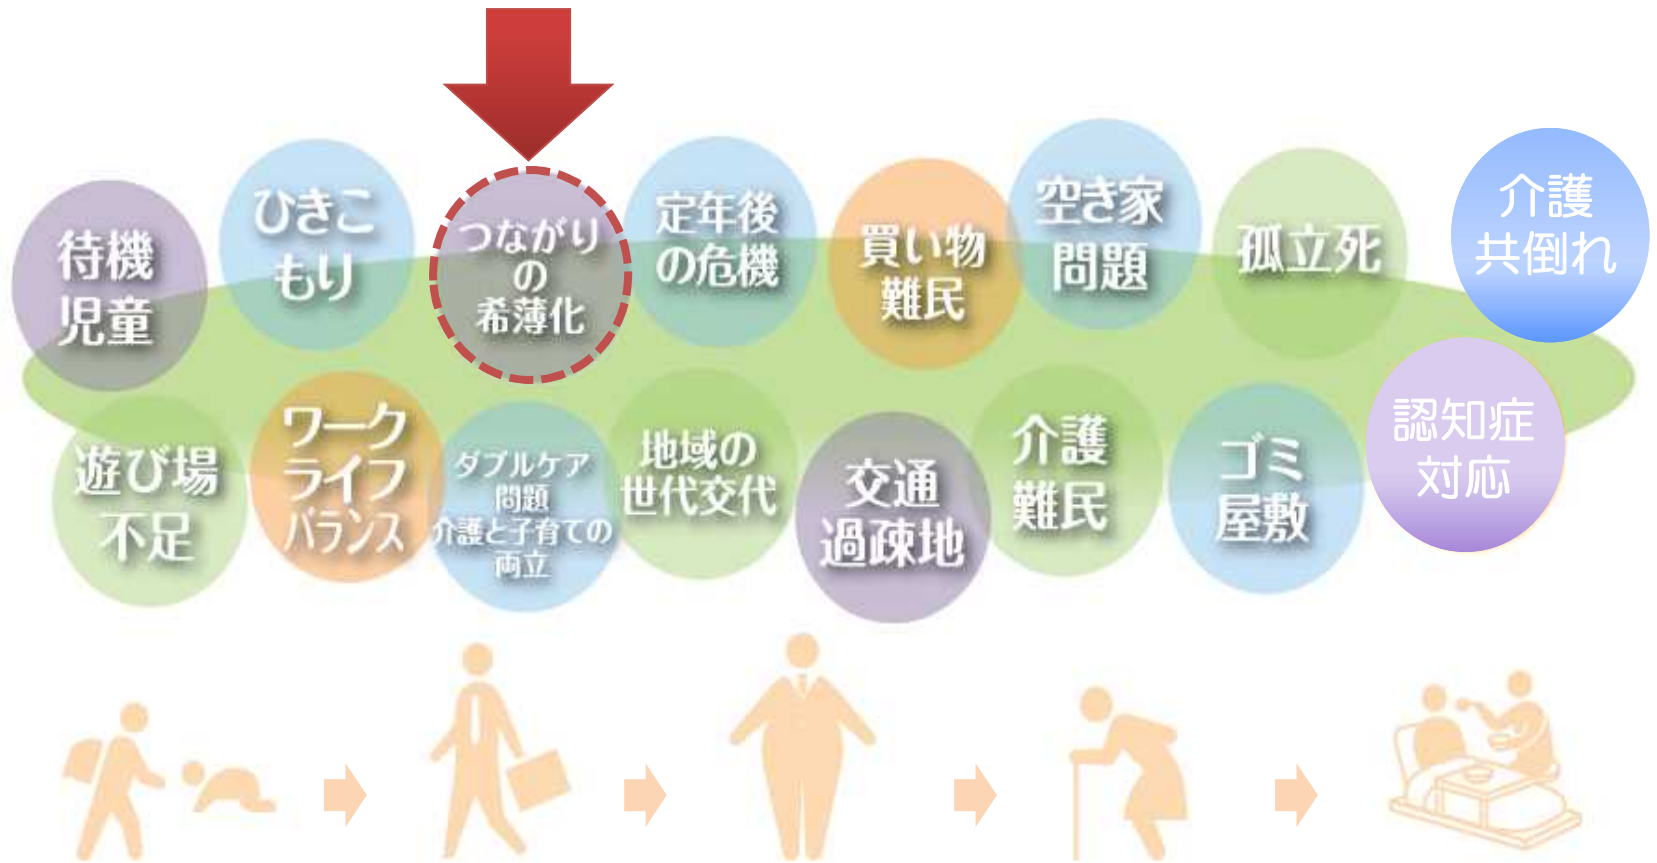 待機
児童
ひきこ
もり
つながり
の
希薄化
定年後
の危機
買い物
難民
空き家
問題
孤立死
介護
共倒れ
遊び場
不足
ワーク
ライフ
バランス
ダブルケア
問題
介護と子育ての
両立
地域の
世代交代
交通
過疎地
介護
難民
ゴミ
屋敷
認知症
対応